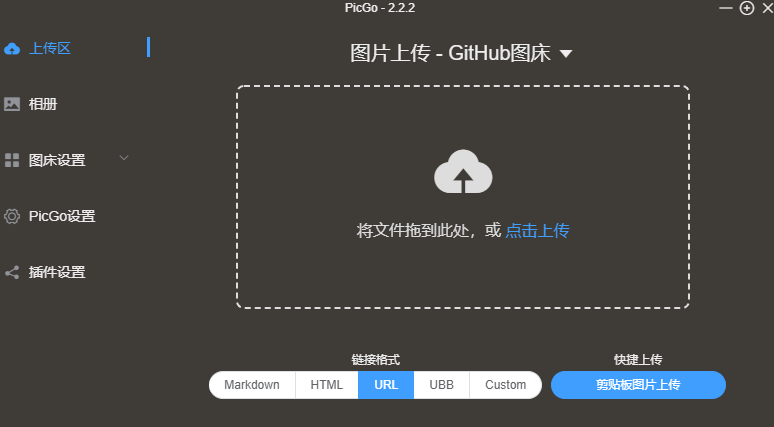 PicGo - 2.2.2
上传区
相册
图床设置
PicGo设置
插件设置
图片上传 - GitHub图床
将文件拖到此处，或 点击上传
链接格式
Markdown HTML URL UBB Custom
快捷上传
剪贴板图片上传